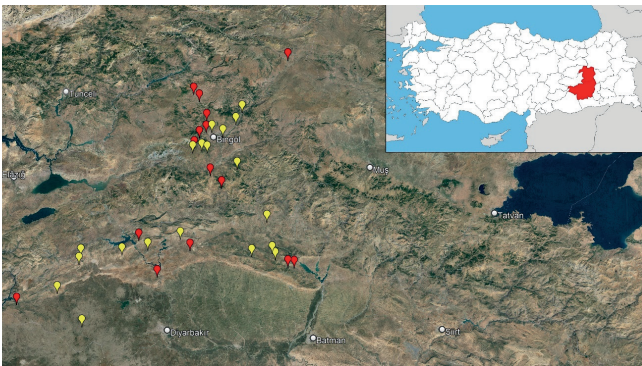 Tunceli
Bingöl
Muş
Elazığ
Tatvan
Diyarbakır
Batman
Siirt